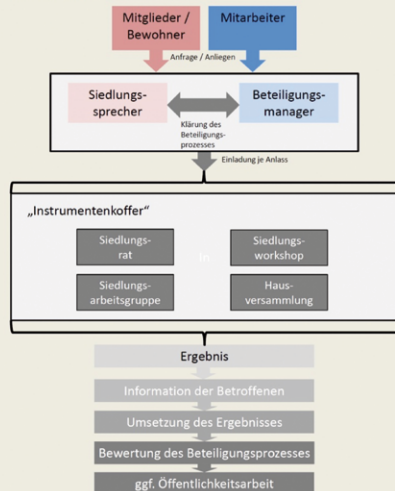 Mitglieder /
Bewohner
Mitarbeiter
Anfrage / Anliegen
Siedlungs-
sprecher
Beteiligungs-
manager
Klärung des
Beteiligungs-
prozesses
Einladung je Anlass
„Instrumentenkoffer“
Siedlungs-
rat
In
Siedlungs-
workshop
Siedlungs-
arbeitsgruppe
Haus-
versammlung
Ergebnis
Information der Betroffenen
Umsetzung des Ergebnisses
Bewertung des Beteiligungsprozesses
ggf. Öffentlichkeitsarbeit